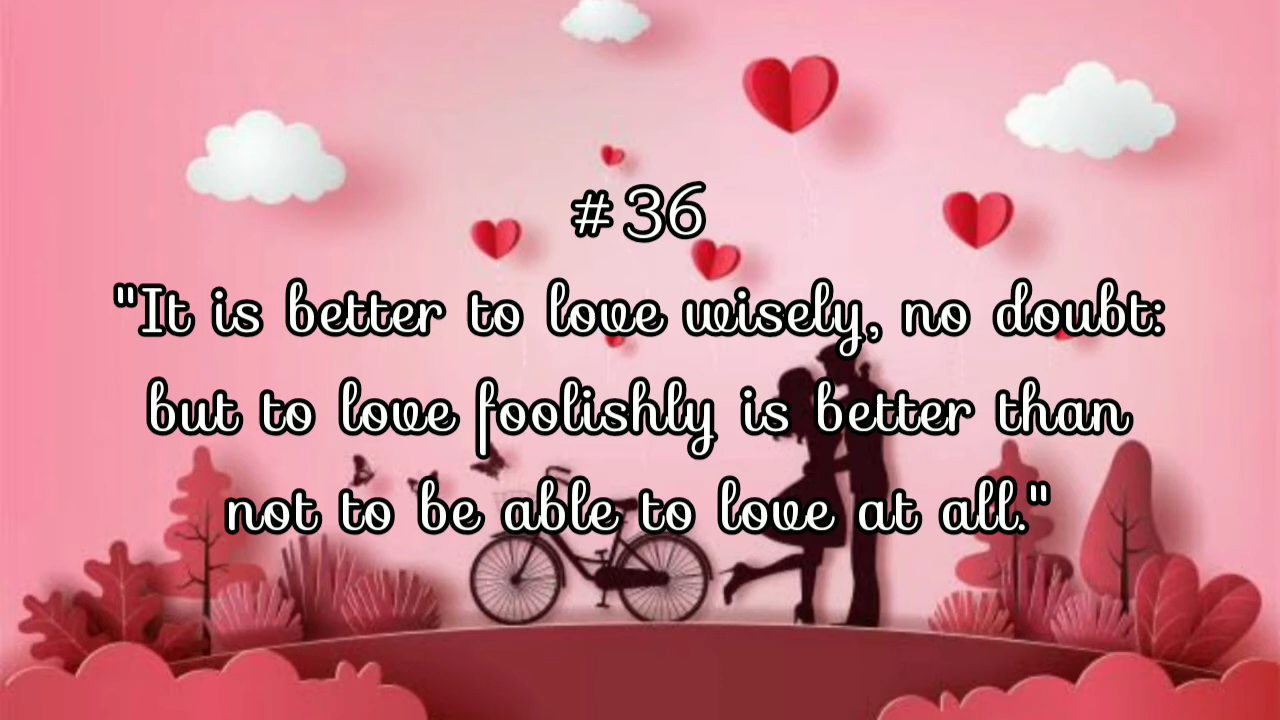 #36
"It is better to love wisely, no doubt:
but to love foolishly is better than
not to be able to love at all."